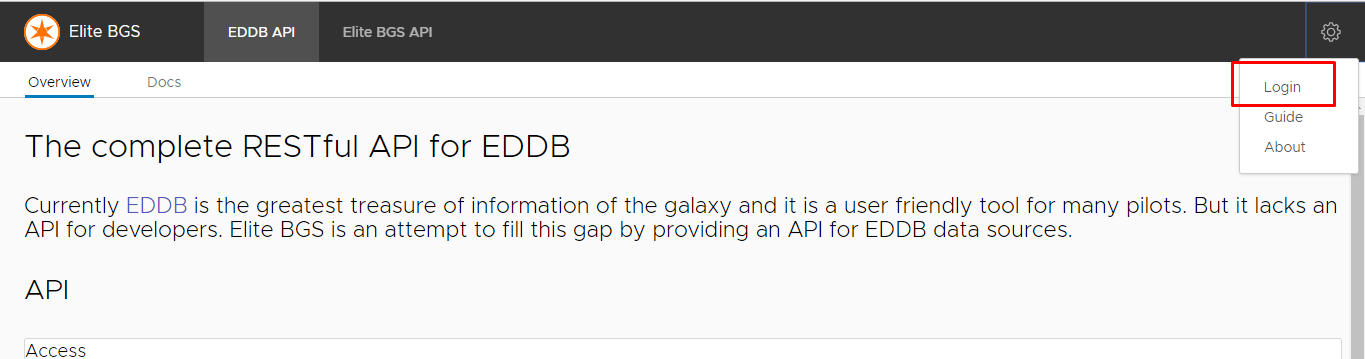 Elite BGS EDDB API Elite BGS API
Overview Docs
Login
Guide
About
The complete RESTful API for EDDB
Currently EDDB is the greatest treasure of information of the galaxy and it is a user friendly tool for many pilots. But it lacks an
API for developers. Elite BGS is an attempt to fill this gap by providing an API for EDDB data sources.
API
Access